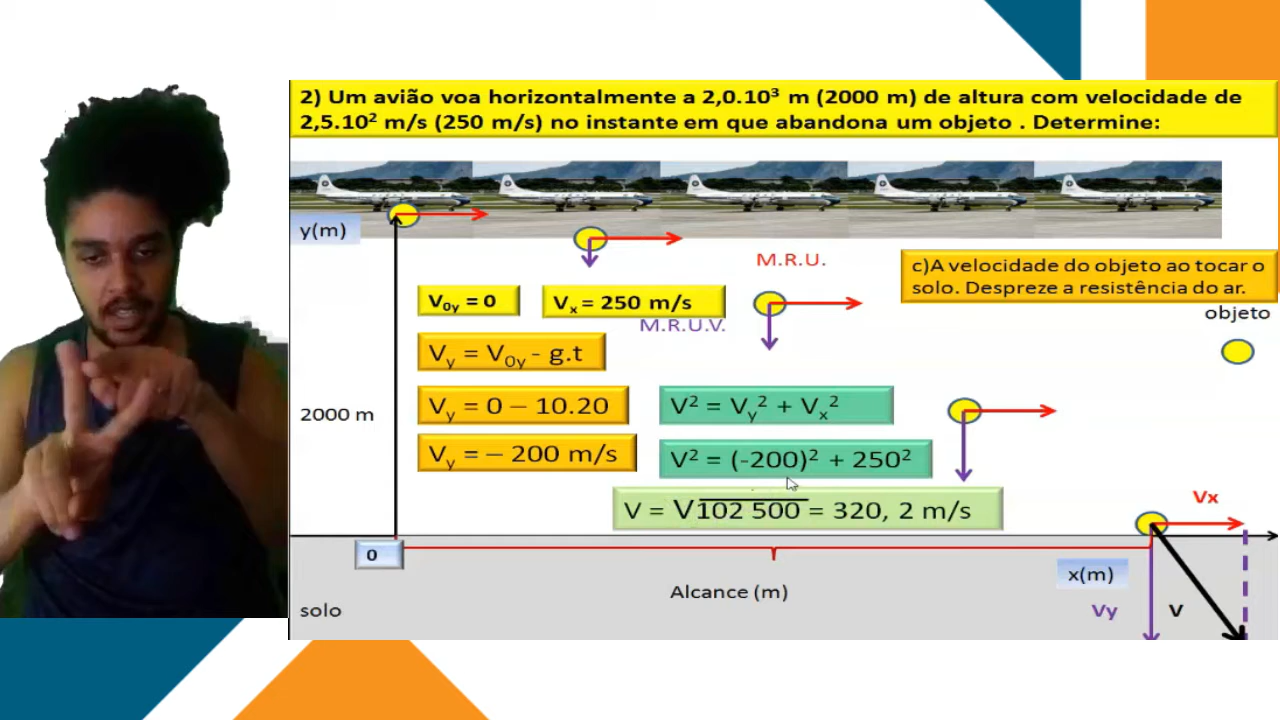 2) Um avião voa horizontalmente a 2,0.10³ m (2000 m) de altura com velocidade de
2,5.10² m/s (250 m/s) no instante em que abandona um objeto . Determine:
y(m)
M.R.U.
c)A velocidade do objeto ao tocar o
solo. Despreze a resistência do ar.
objeto
V₀y = 0
Vₓ = 250 m/s
M.R.U.V.
Vy = V₀y - g.t
2000 m
Vy = 0 – 10.20
V² = Vy² + Vₓ²
Vy = – 200 m/s
V² = (-200)² + 250²
V = √102 500 = 320, 2 m/s
Vx
0
x(m)
Alcance (m)
solo
Vy
V